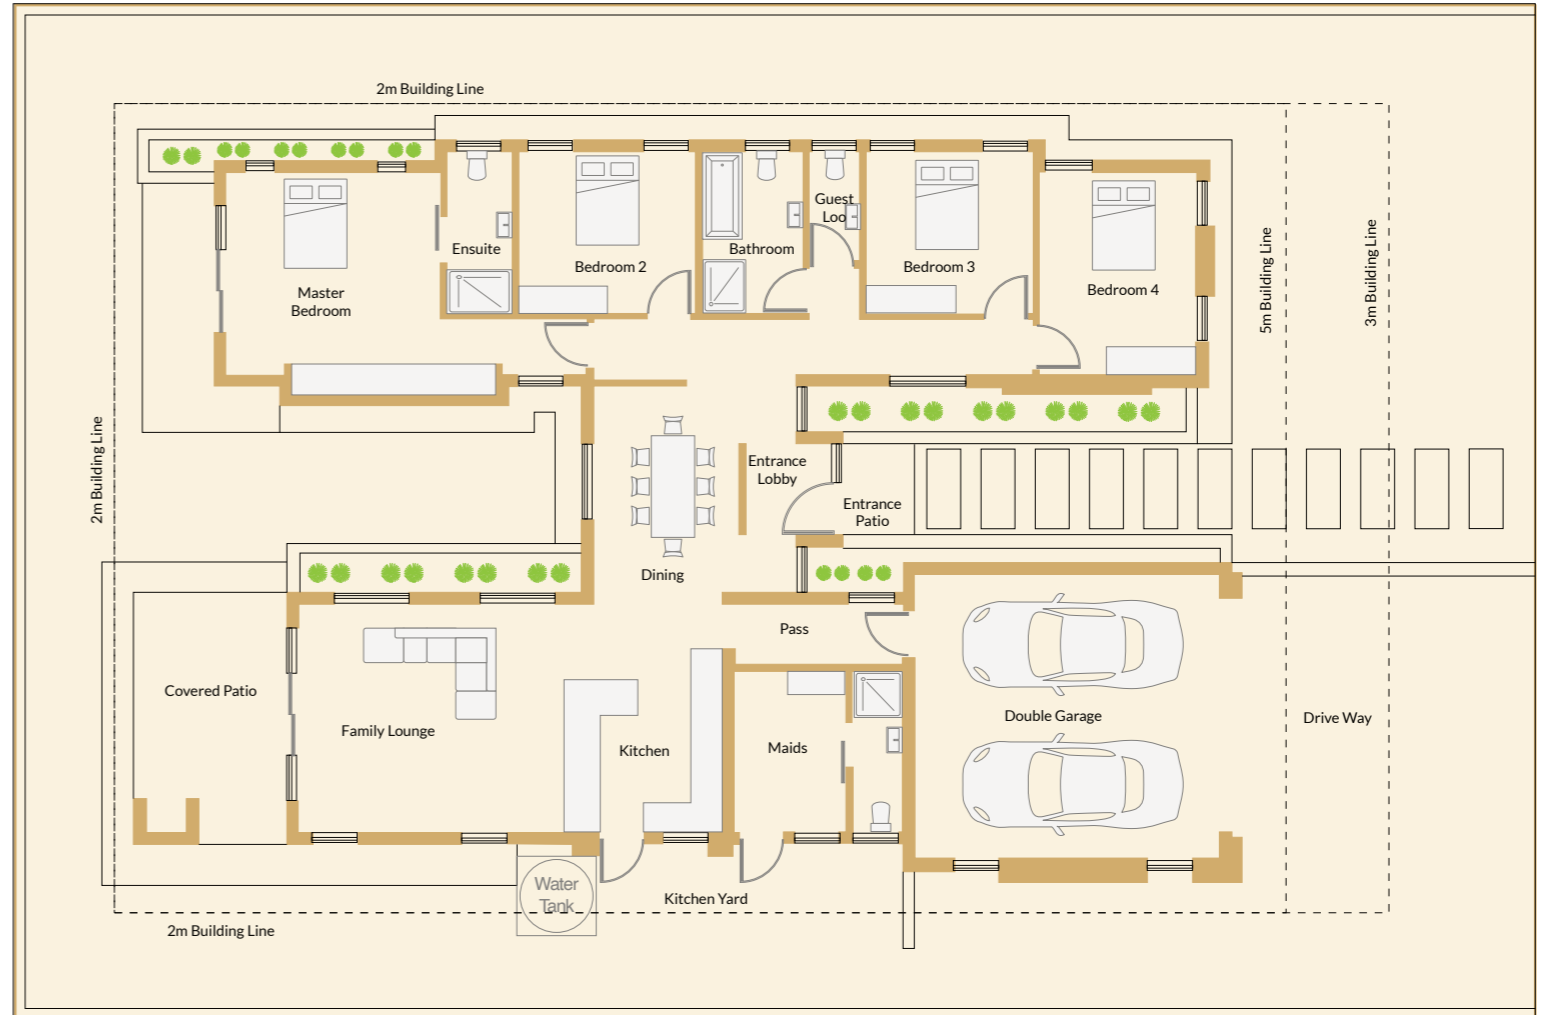 2m Building Line
Ensuite
Guest
Loo
Bathroom
Bedroom 2
Bedroom 3
Bedroom 4
Master
Bedroom
5m Building Line
3m Building Line
2m Building Line
Entrance
Lobby
Entrance
Patio
Dining
Pass
Covered Patio
Family Lounge
Kitchen
Maids
Double Garage
Drive Way
Water
Tank
Kitchen Yard
2m Building Line